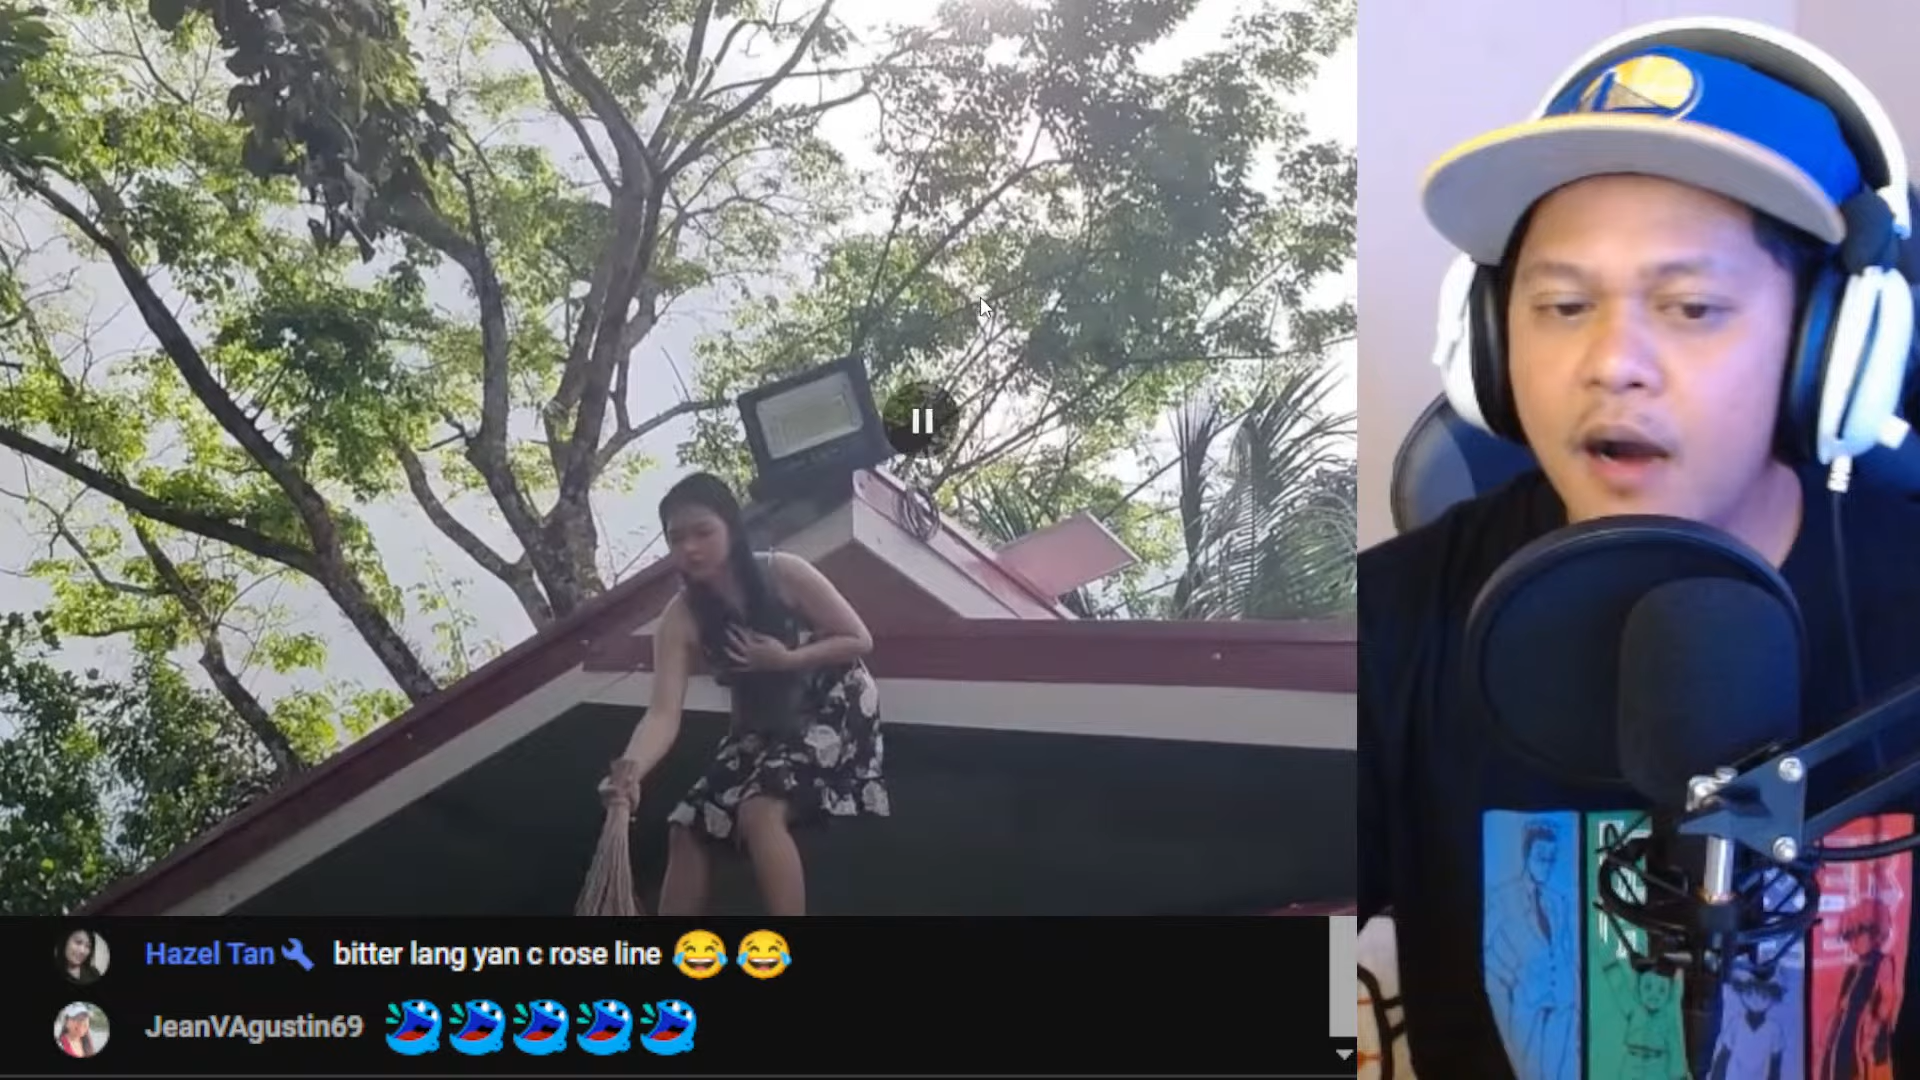 Hazel Tan bitter lang yan c rose line 😂😂
JeanVAgustin69